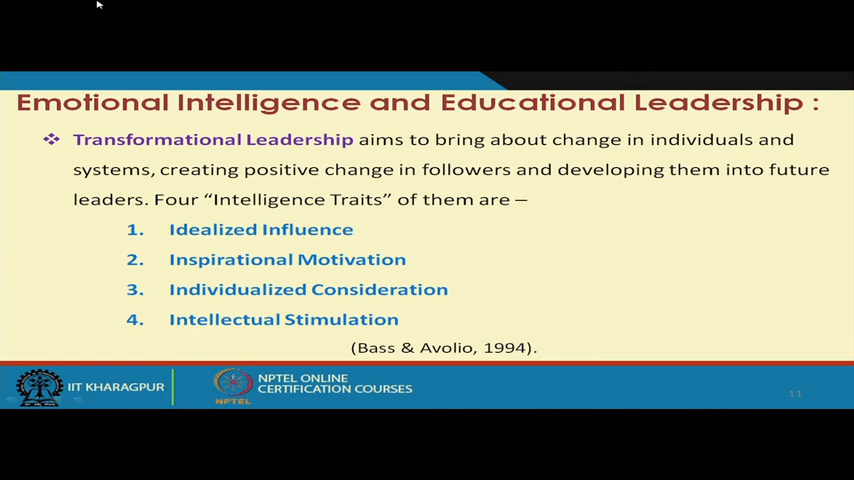 Emotional Intelligence and Educational Leadership :
❖ Transformational Leadership aims to bring about change in individuals and
systems, creating positive change in followers and developing them into future
leaders. Four “Intelligence Traits” of them are –
1. Idealized Influence
2. Inspirational Motivation
3. Individualized Consideration
4. Intellectual Stimulation
(Bass & Avolio, 1994).
IIT KHARAGPUR
NPTEL
NPTEL ONLINE
CERTIFICATION COURSES
11